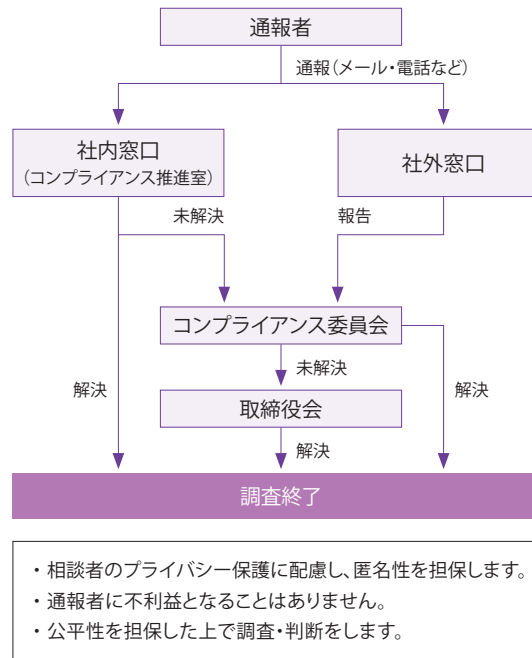 通報者
通報(メール・電話など)
社内窓口
(コンプライアンス推進室)
社外窓口
未解決
報告
コンプライアンス委員会
未解決
解決
解決
取締役会
解決
調査終了
・相談者のプライバシー保護に配慮し、匿名性を担保します。
・通報者に不利益となることはありません。
・公平性を担保した上で調査・判断をします。